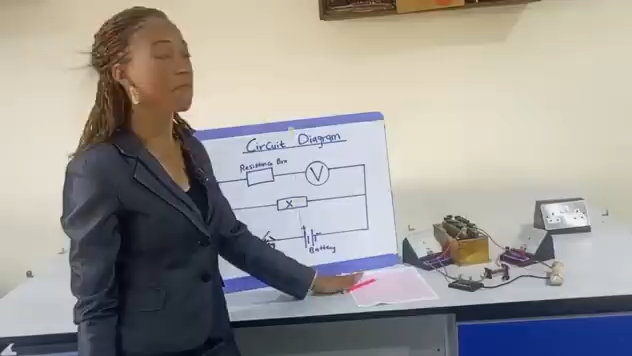 Circuit Diagram
Resistance Box
V
X
Battery